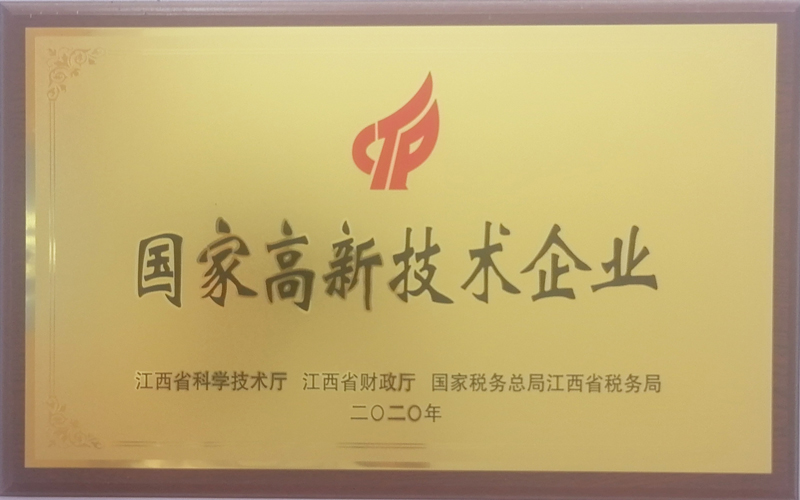 CTP
国家高新技术企业
江西省科学技术厅 江西省财政厅 国家税务总局江西省税务局
二〇二〇年